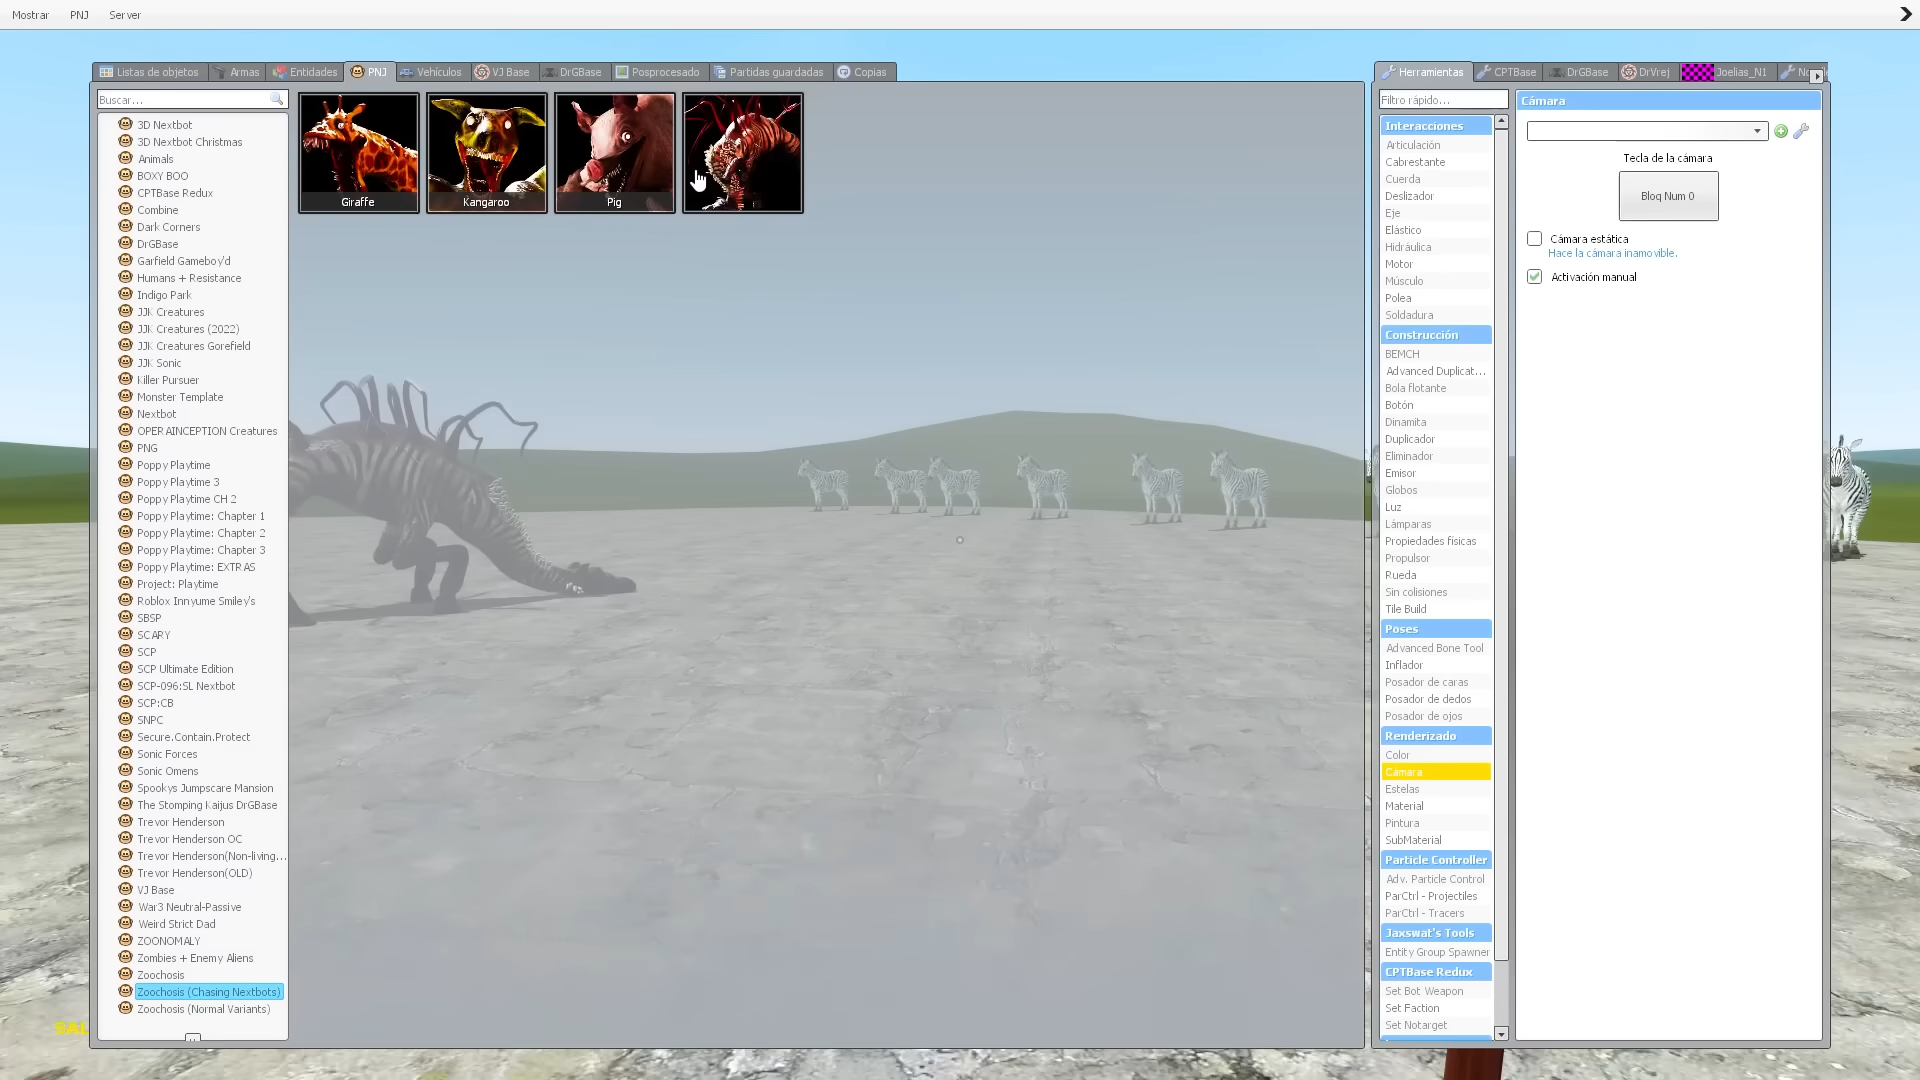 Mostrar PNJ Server
Listas de objetos Armas Entidades PNJ Vehículos VJ Base DrGBase Posprocesado Partidas guardadas Copias
Herramientas CPTBase DrGBase DrVrej Joelias_N1
Buscar...
3D Nextbot
3D Nextbot Christmas
Animals
BOXY BOO
CPTBase Redux
Combine
Dark Corners
DrGBase
Garfield Gameboy'd
Humans + Resistance
Indigo Park
JJK Creatures
JJK Creatures (2022)
JJK Creatures Gorefield
JJK Sonic
Killer Pursuer
Monster Template
Nextbot
OPERAINCEPTION Creatures
PNG
Poppy Playtime
Poppy Playtime 3
Poppy Playtime CH 2
Poppy Playtime: Chapter 1
Poppy Playtime: Chapter 2
Poppy Playtime: Chapter 3
Poppy Playtime: EXTRAS
Project: Playtime
Roblox Innyume Smiley's
SBSP
SCARY
SCP
SCP Ultimate Edition
SCP-096:SL Nextbot
SCP:CB
SNPC
Secure.Contain.Protect
Sonic Forces
Sonic Omens
Spookys Jumpscare Mansion
The Stomping Kaijus DrGBase
Trevor Henderson
Trevor Henderson OC
Trevor Henderson(Non-living...
Trevor Henderson(OLD)
VJ Base
War3 Neutral-Passive
Weird Strict Dad
ZOONOMALY
Zombies + Enemy Aliens
Zoochosis
Zoochosis (Chasing Nextbots)
Zoochosis (Normal Variants)
Giraffe Kangaroo Pig
Filtro rápido...
Interacciones
Articulación
Cabrestante
Cuerda
Deslizador
Eje
Elástico
Hidráulica
Motor
Músculo
Polea
Soldadura
Construcción
BEMCH
Advanced Duplicat...
Bola flotante
Botón
Dinamita
Duplicador
Eliminador
Emisor
Globos
Luz
Lámparas
Propiedades físicas
Propulsor
Rueda
Sin colisiones
Tile Build
Poses
Advanced Bone Tool
Inflador
Posador de caras
Posador de dedos
Posador de ojos
Renderizado
Color
Cámara
Estelas
Material
Pintura
SubMaterial
Particle Controller
Adv. Particle Control
ParCtrl - Projectiles
ParCtrl - Tracers
Jaxswat's Tools
Entity Group Spawner
CPTBase Redux
Set Bot Weapon
Set Faction
Set Notarget
Cámara
Tecla de la cámara
Bloq Num 0
Cámara estática
Hace la cámara inamovible.
Activación manual
SAL